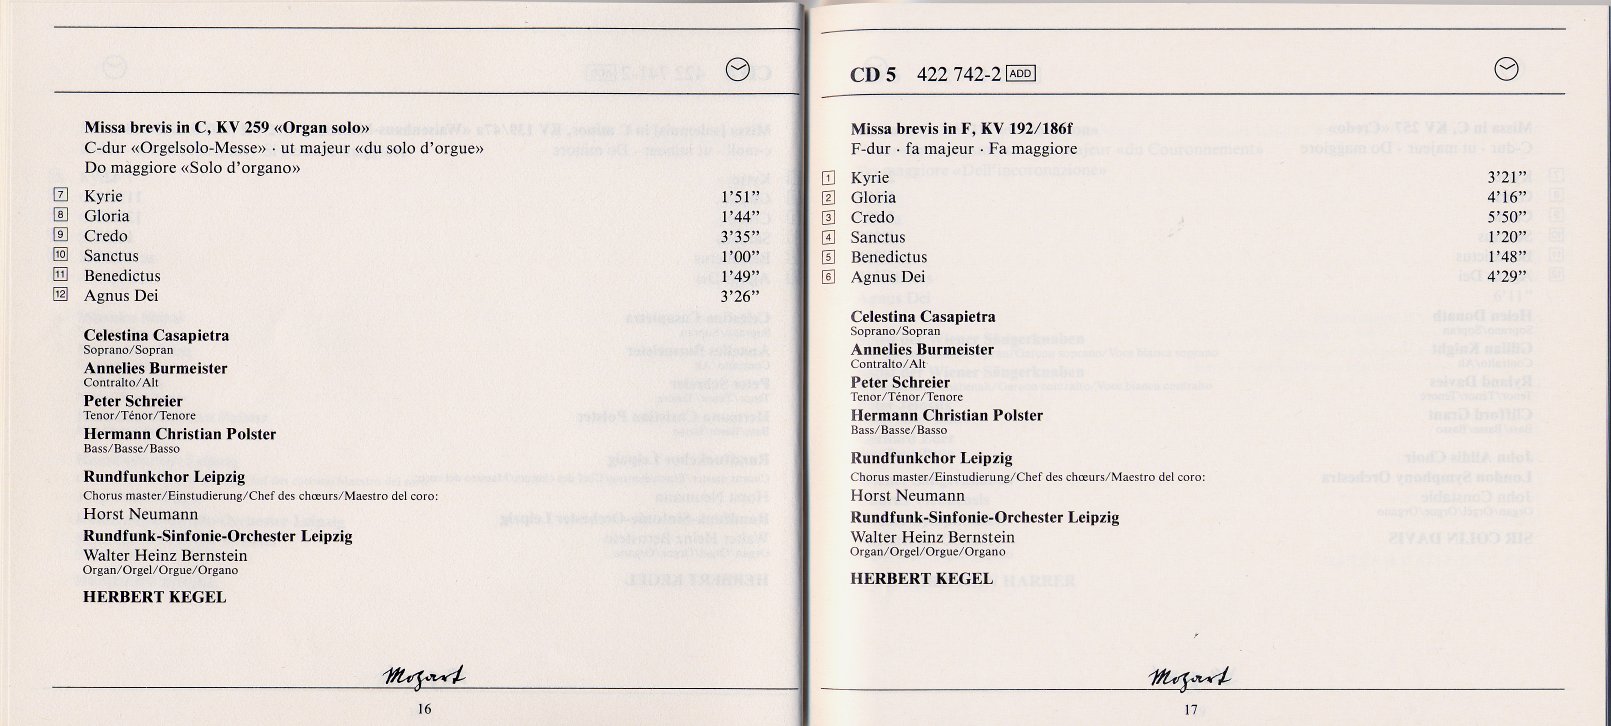 Missa brevis in C, KV 259 «Organ solo»
C-dur «Orgelsolo-Messe» · ut majeur «du solo d’orgue»
Do maggiore «Solo d’organo»
7 Kyrie 1’51”
8 Gloria 1’44”
9 Credo 3’35”
10 Sanctus 1’00”
11 Benedictus 1’49”
12 Agnus Dei 3’26”
Celestina Casapietra
Soprano/Sopran
Annelies Burmeister
Contralto/Alt
Peter Schreier
Tenor/Ténor/Tenore
Hermann Christian Polster
Bass/Basse/Basso
Rundfunkchor Leipzig
Chorus master/Einstudierung/Chef des chœurs/Maestro del coro:
Horst Neumann
Rundfunk-Sinfonie-Orchester Leipzig
Walter Heinz Bernstein
Organ/Orgel/Orgue/Organo
HERBERT KEGEL
Mozart
16
CD 5 422 742-2 ADD
Missa brevis in F, KV 192/186f
F-dur · fa majeur · Fa maggiore
1 Kyrie 3’21”
2 Gloria 4’16”
3 Credo 5’50”
4 Sanctus 1’20”
5 Benedictus 1’48”
6 Agnus Dei 4’29”
Celestina Casapietra
Soprano/Sopran
Annelies Burmeister
Contralto/Alt
Peter Schreier
Tenor/Ténor/Tenore
Hermann Christian Polster
Bass/Basse/Basso
Rundfunkchor Leipzig
Chorus master/Einstudierung/Chef des chœurs/Maestro del coro:
Horst Neumann
Rundfunk-Sinfonie-Orchester Leipzig
Walter Heinz Bernstein
Organ/Orgel/Orgue/Organo
HERBERT KEGEL
Mozart
17